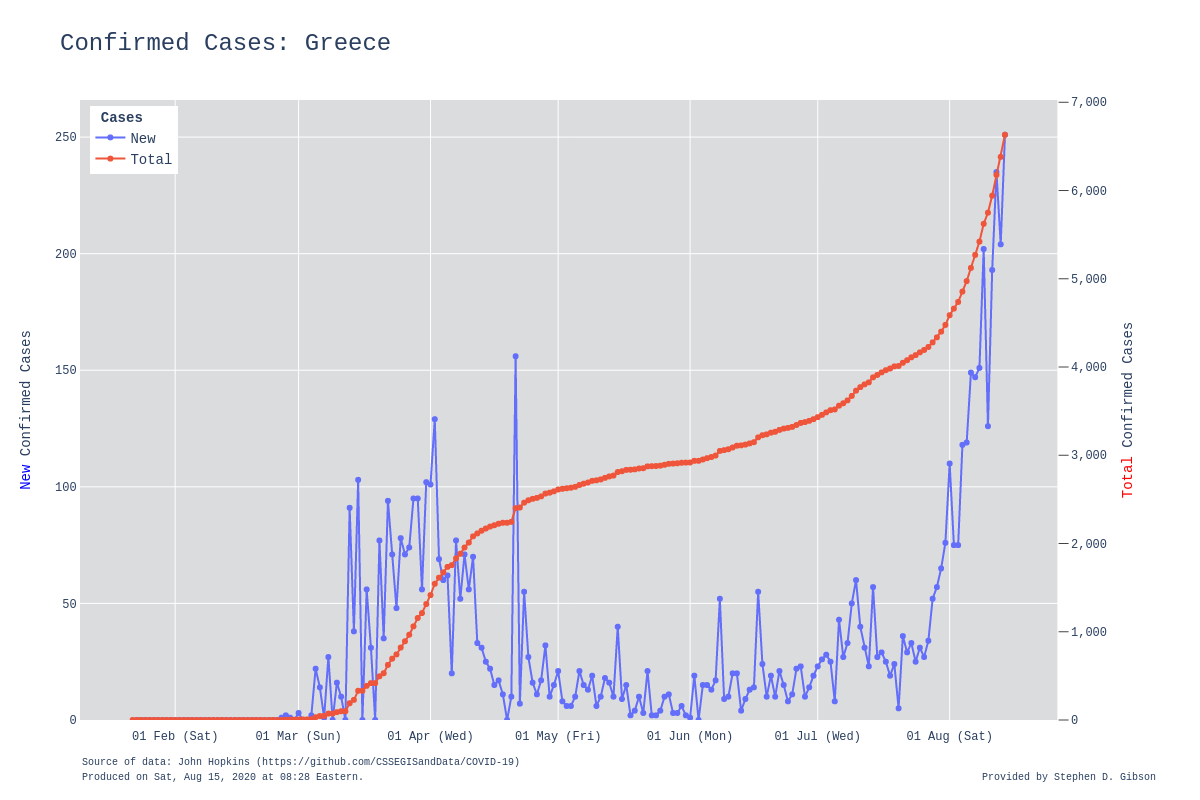 Confirmed Cases: Greece
Cases
New
Total
250
200
150
100
50
0
7,000
6,000
5,000
4,000
3,000
2,000
1,000
0
New Confirmed Cases
Total Confirmed Cases
01 Feb (Sat) 01 Mar (Sun) 01 Apr (Wed) 01 May (Fri) 01 Jun (Mon) 01 Jul (Wed) 01 Aug (Sat)
Source of data: John Hopkins (https://github.com/CSSEGISandData/COVID-19)
Produced on Sat, Aug 15, 2020 at 08:28 Eastern.
Provided by Stephen D. Gibson